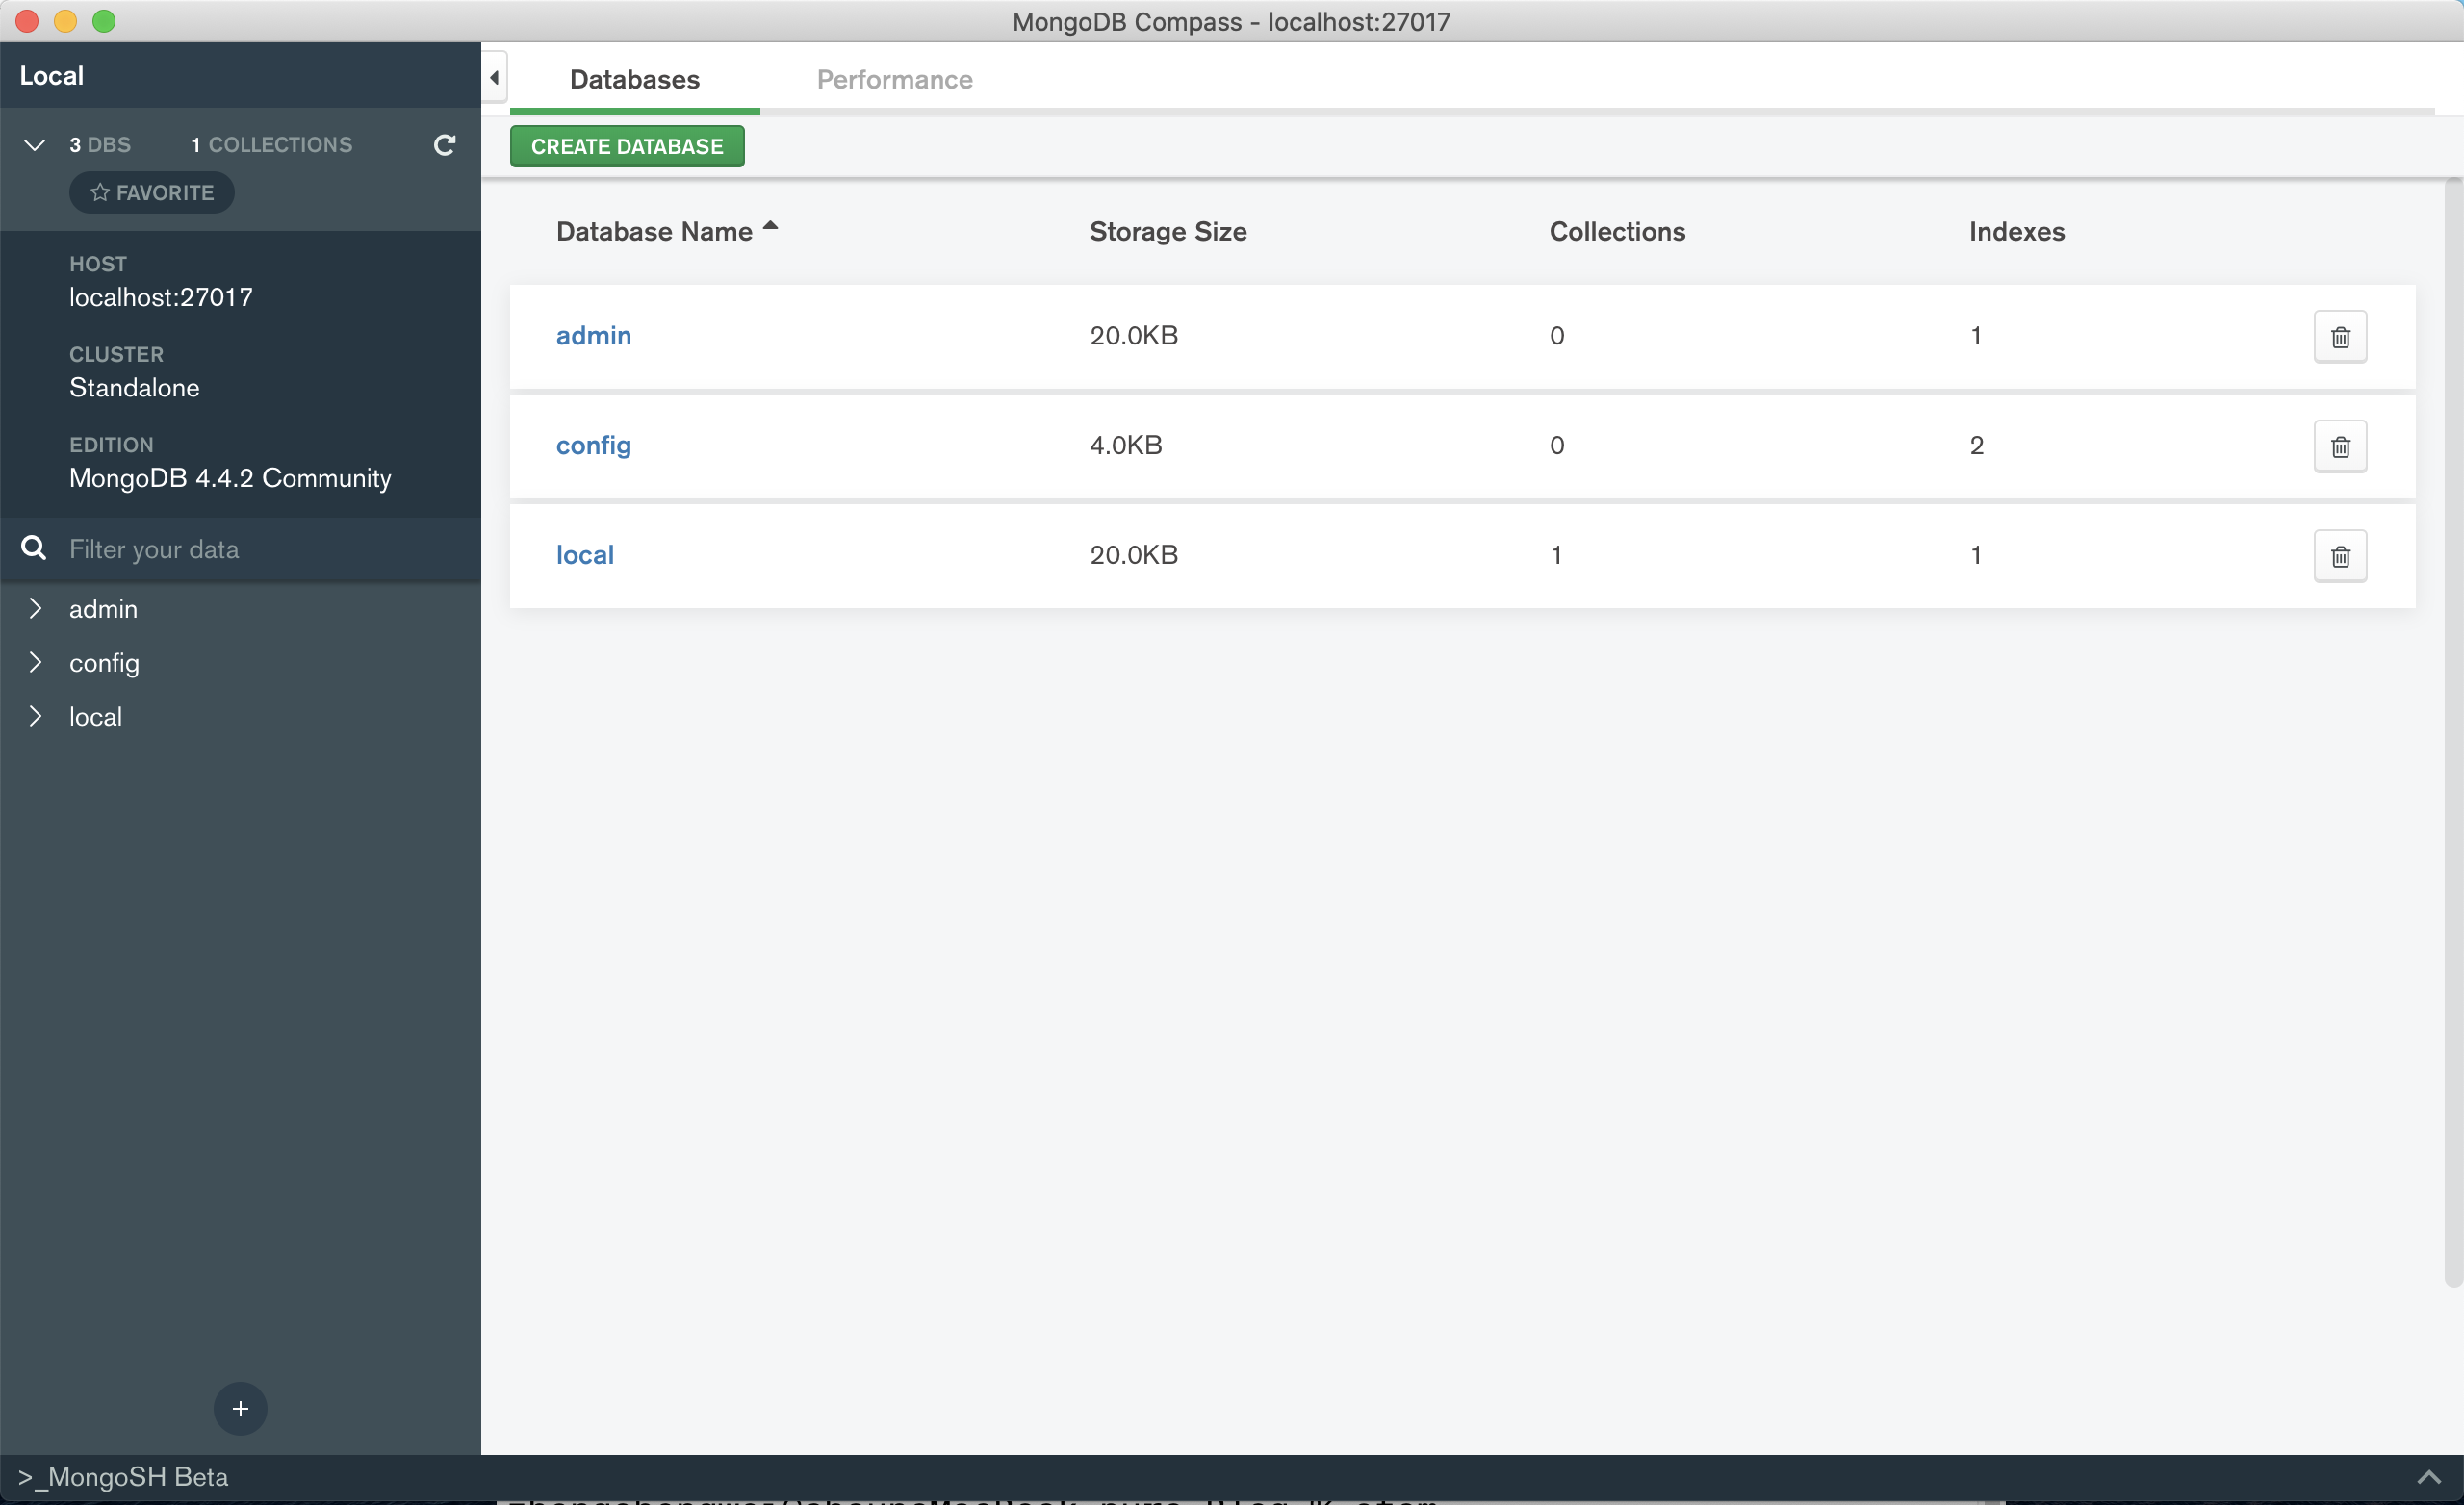 MongoDB Compass - localhost:27017
Local
3 DBS 1 COLLECTIONS
FAVORITE
HOST
localhost:27017
CLUSTER
Standalone
EDITION
MongoDB 4.4.2 Community
Filter your data
admin
config
local
Databases Performance
CREATE DATABASE
Database Name Storage Size Collections Indexes
admin 20.0KB 0 1
config 4.0KB 0 2
local 20.0KB 1 1
+
>_MongoSH Beta